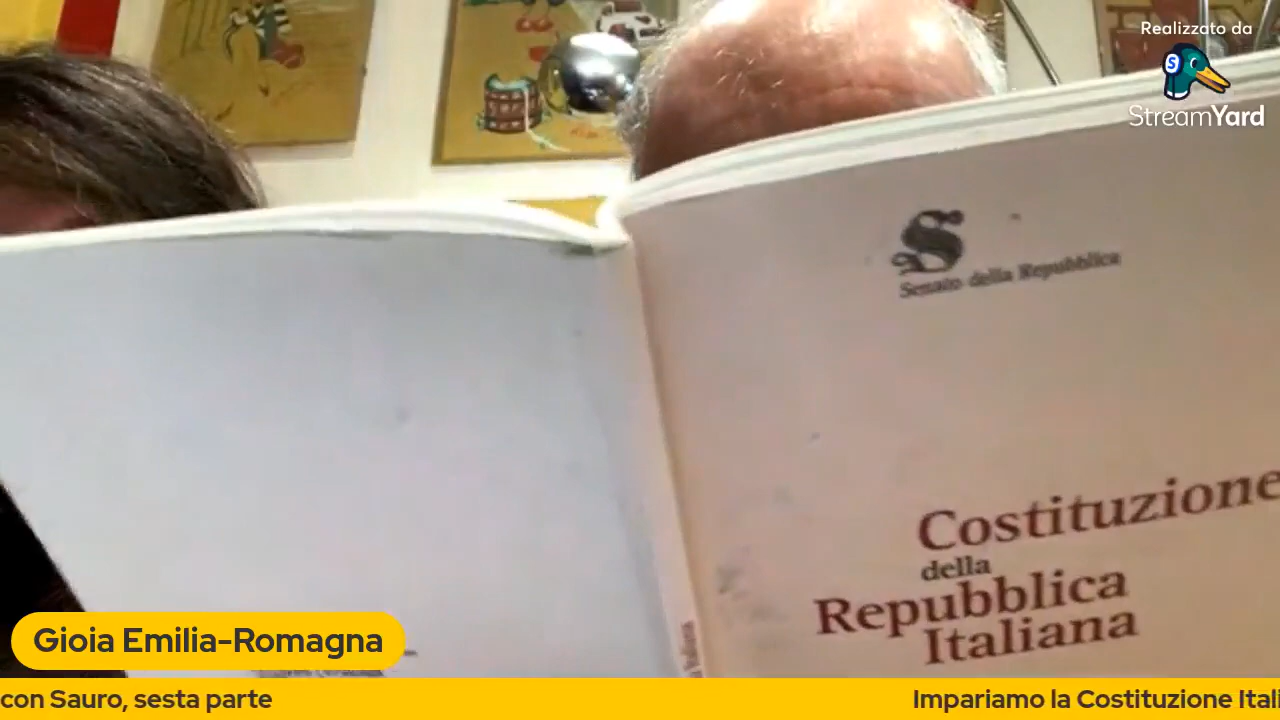 Realizzato da
StreamYard
S
Senato della Repubblica
Costituzione
della
Repubblica
Italiana
Gioia Emilia-Romagna
con Sauro, sesta parte
Impariamo la Costituzione Itali